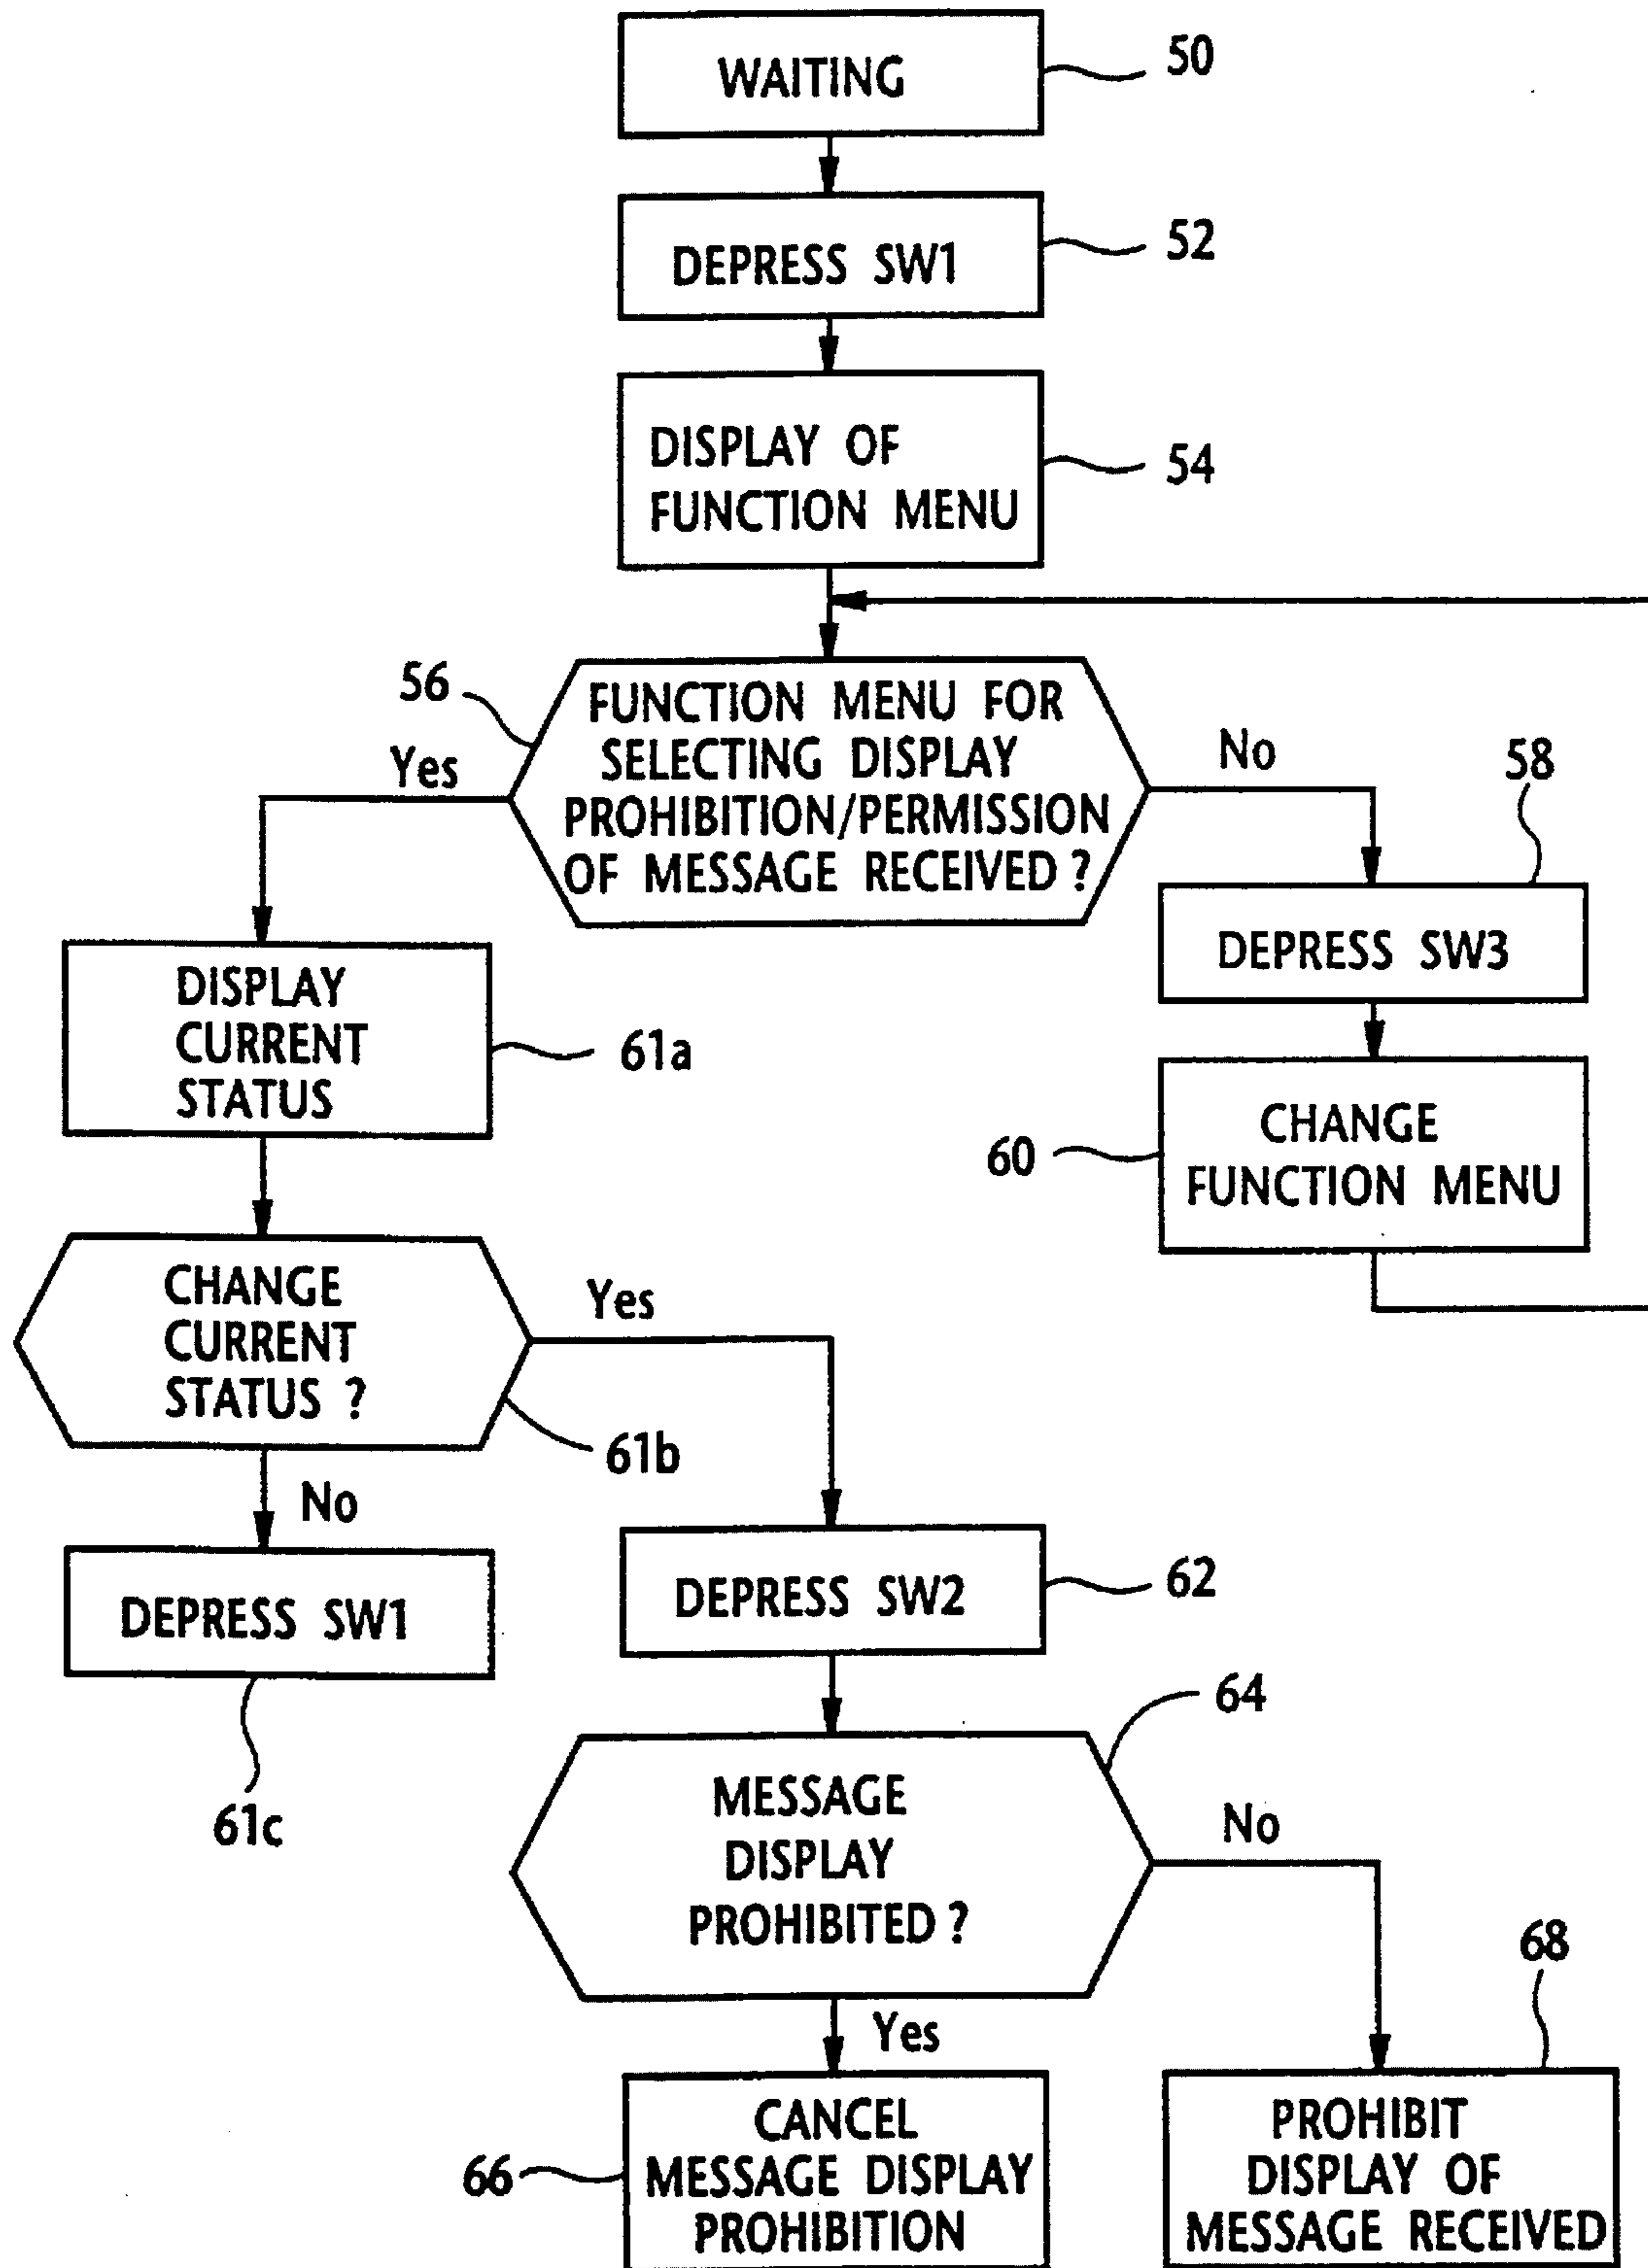 WAITING
50
DEPRESS SW1
52
DISPLAY OF
FUNCTION MENU
54
56
FUNCTION MENU FOR
SELECTING DISPLAY
PROHIBITION/PERMISSION
OF MESSAGE RECEIVED ?
Yes
No
58
DEPRESS SW3
DISPLAY
CURRENT
STATUS
61a
60
CHANGE
FUNCTION MENU
CHANGE
CURRENT
STATUS ?
Yes
61b
No
DEPRESS SW1
61c
DEPRESS SW2
62
64
MESSAGE
DISPLAY
PROHIBITED ?
No
Yes
68
66
CANCEL
MESSAGE DISPLAY
PROHIBITION
PROHIBIT
DISPLAY OF
MESSAGE RECEIVED